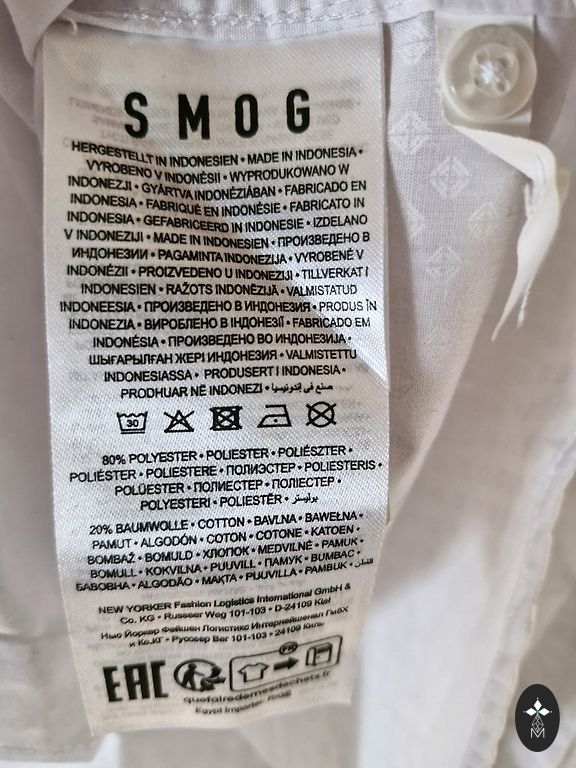 SMOG
HERGESTELLT IN INDONESIEN • MADE IN INDONESIA •
VYROBENO V INDONÉSII • WYPRODUKOWANO W
INDONEZJI • GYÁRTVA INDONÉZIÁBAN • FABRICADO EN
INDONESIA • FABRIQUÉ EN INDONÉSIE • FABRICATO IN
INDONESIA • GEFABRICEERD IN INDONESIE • IZDELANO
V INDONEZIJI • MADE IN INDONESIEN • ПРОИЗВЕДЕНО В
ИНДОНЕЗИИ • PAGAMINTA INDONEZIJA • VYROBENÉ V
INDONÉZII • PROIZVEDENO U INDONEZIJI • TILLVERKAT I
INDONESIEN • RAŽOTS INDONĒZIJĀ • VALMISTATUD
INDONEESIA • ПРОИЗВЕДЕНО В ИНДОНЕЗИЯ • PRODUS ÎN
INDONEZIA • ВИРОБЛЕНО В ІНДОНЕЗІЇ • FABRICADO EM
INDONÉSIA • ПРОИЗВЕДЕНО ВО ИНДОНЕЗИЈА •
ШЫҒАРЫЛҒАН ЖЕРІ ИНДОНЕЗИЯ • VALMISTETTU
INDONESIASSA • PRODUSERT I INDONESIA •
PRODHUAR NË INDONEZI • صنع في إندونيسيا
30
80% POLYESTER • POLIESTER • POLIÉSZTER •
POLIÉSTER • POLIESTERE • ПОЛИЭСТЕР • POLIESTERIS •
POLÜESTER • ПОЛИЕСТЕР • ПОЛІЕСТЕР •
POLYESTERI • POLIESTËR • بوليستر
20% BAUMWOLLE • COTTON • BAVLNA • BAWEŁNA •
PAMUT • ALGODÓN • COTON • COTONE • KATOEN •
BOMBAŽ • BOMULD • ХЛОПОК • MEDVILNĖ • PAMUK •
BOMULL • KOKVILNA • PUUVILL • ПАМУК • BUMBAC •
БАВОВНА • ALGODÃO • МАҚТА • PUUVILLA • PAMBUK • القطن
NEW YORKER Fashion Logistics International GmbH &
Co. KG • Russeer Weg 101-103 • D-24109 Kiel
Нью Йоркер Фейшен Логистикс Интернейшенал ГмбХ
и Ко.КГ • Руссеер Вег 101-103 • 24109 Киль
EAC FR
quefairedemesdechets.fr
Egypt Importer: RIGE